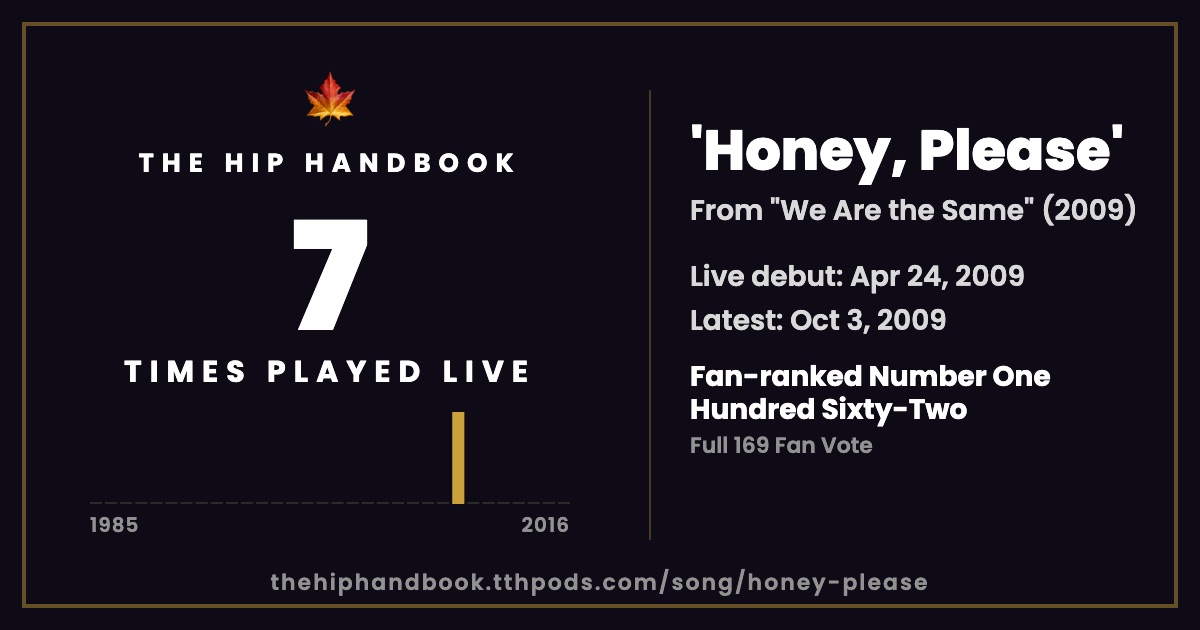 THE HIP HANDBOOK
7
TIMES PLAYED LIVE
1985
2016
'Honey, Please'
From "We Are the Same" (2009)
Live debut: Apr 24, 2009
Latest: Oct 3, 2009
Fan-ranked Number One
Hundred Sixty-Two
Full 169 Fan Vote
thehiphandbook.tthpods.com/song/honey-please